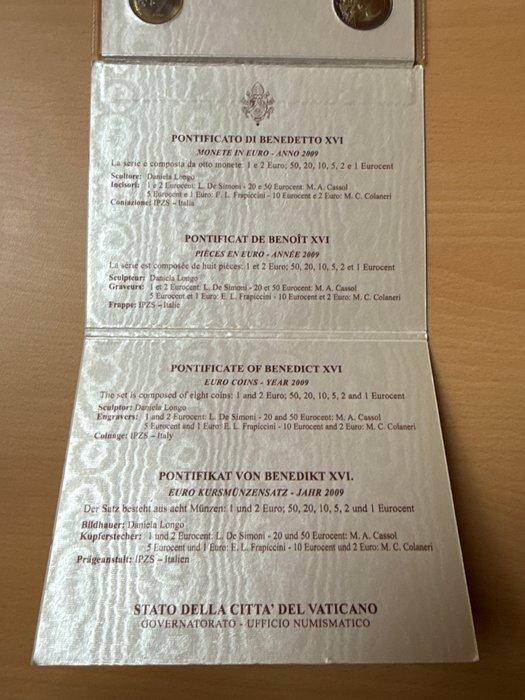 PONTIFICATO DI BENEDETTO XVI
MONETE IN EURO - ANNO 2009
La serie è composta da otto monete: 1 e 2 Euro; 50, 20, 10, 5, 2 e 1 Eurocent
Scultore: Daniela Longo
Incisori: 1 e 2 Eurocent: L. De Simoni - 20 e 50 Eurocent: M. A. Cassol
5 Eurocent e 1 Euro: E. L. Frapiccini - 10 Eurocent e 2 Euro: M. C. Colaneri
Coniazione: IPZS – Italia
PONTIFICAT DE BENOÎT XVI
PIÈCES EN EURO - ANNÉE 2009
La série est composée de huit pièces: 1 et 2 Euro; 50, 20, 10, 5, 2 et 1 Eurocent
Sculpteur: Daniela Longo
Graveurs: 1 et 2 Eurocent: L. De Simoni - 20 et 50 Eurocent: M. A. Cassol
5 Eurocent et 1 Euro: E. L. Frapiccini - 10 Eurocent et 2 Euro: M. C. Colaneri
Frappe: IPZS – Italie
PONTIFICATE OF BENEDICT XVI
EURO COINS - YEAR 2009
The set is composed of eight coins: 1 and 2 Euro; 50, 20, 10, 5, 2 and 1 Eurocent
Sculptor: Daniela Longo
Engravers: 1 and 2 Eurocent: L. De Simoni - 20 and 50 Eurocent: M. A. Cassol
5 Eurocent and 1 Euro: E. L. Frapiccini - 10 Eurocent and 2 Euro: M. C. Colaneri
Coinage: IPZS – Italy
PONTIFIKAT VON BENEDIKT XVI.
EURO KURSMÜNZENSATZ - JAHR 2009
Der Satz besteht aus acht Münzen: 1 und 2 Euro; 50, 20, 10, 5, 2 und 1 Eurocent
Bildhauer: Daniela Longo
Kupferstecher: 1 und 2 Eurocent: L. De Simoni - 20 und 50 Eurocent: M. A. Cassol
5 Eurocent und 1 Euro: E. L. Frapiccini - 10 Eurocent und 2 Euro: M. C. Colaneri
Prägeanstalt: IPZS – Italien
STATO DELLA CITTA' DEL VATICANO
GOVERNATORATO - UFFICIO NUMISMATICO